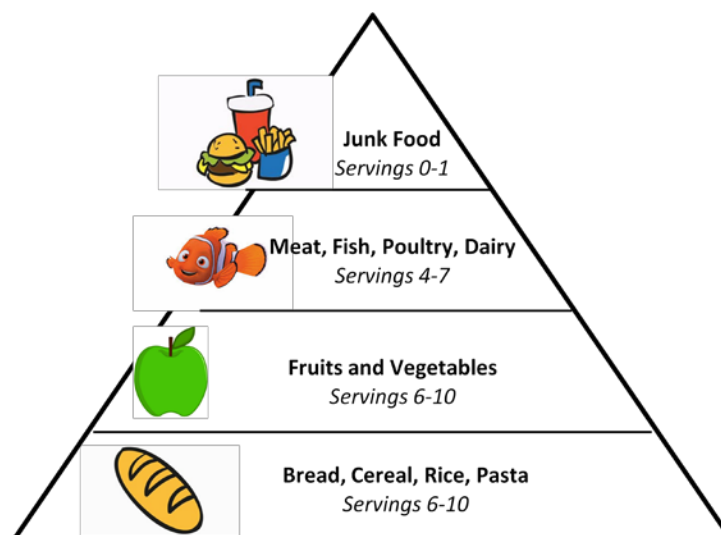 Junk Food
Servings 0-1
Meat, Fish, Poultry, Dairy
Servings 4-7
Fruits and Vegetables
Servings 6-10
Bread, Cereal, Rice, Pasta
Servings 6-10